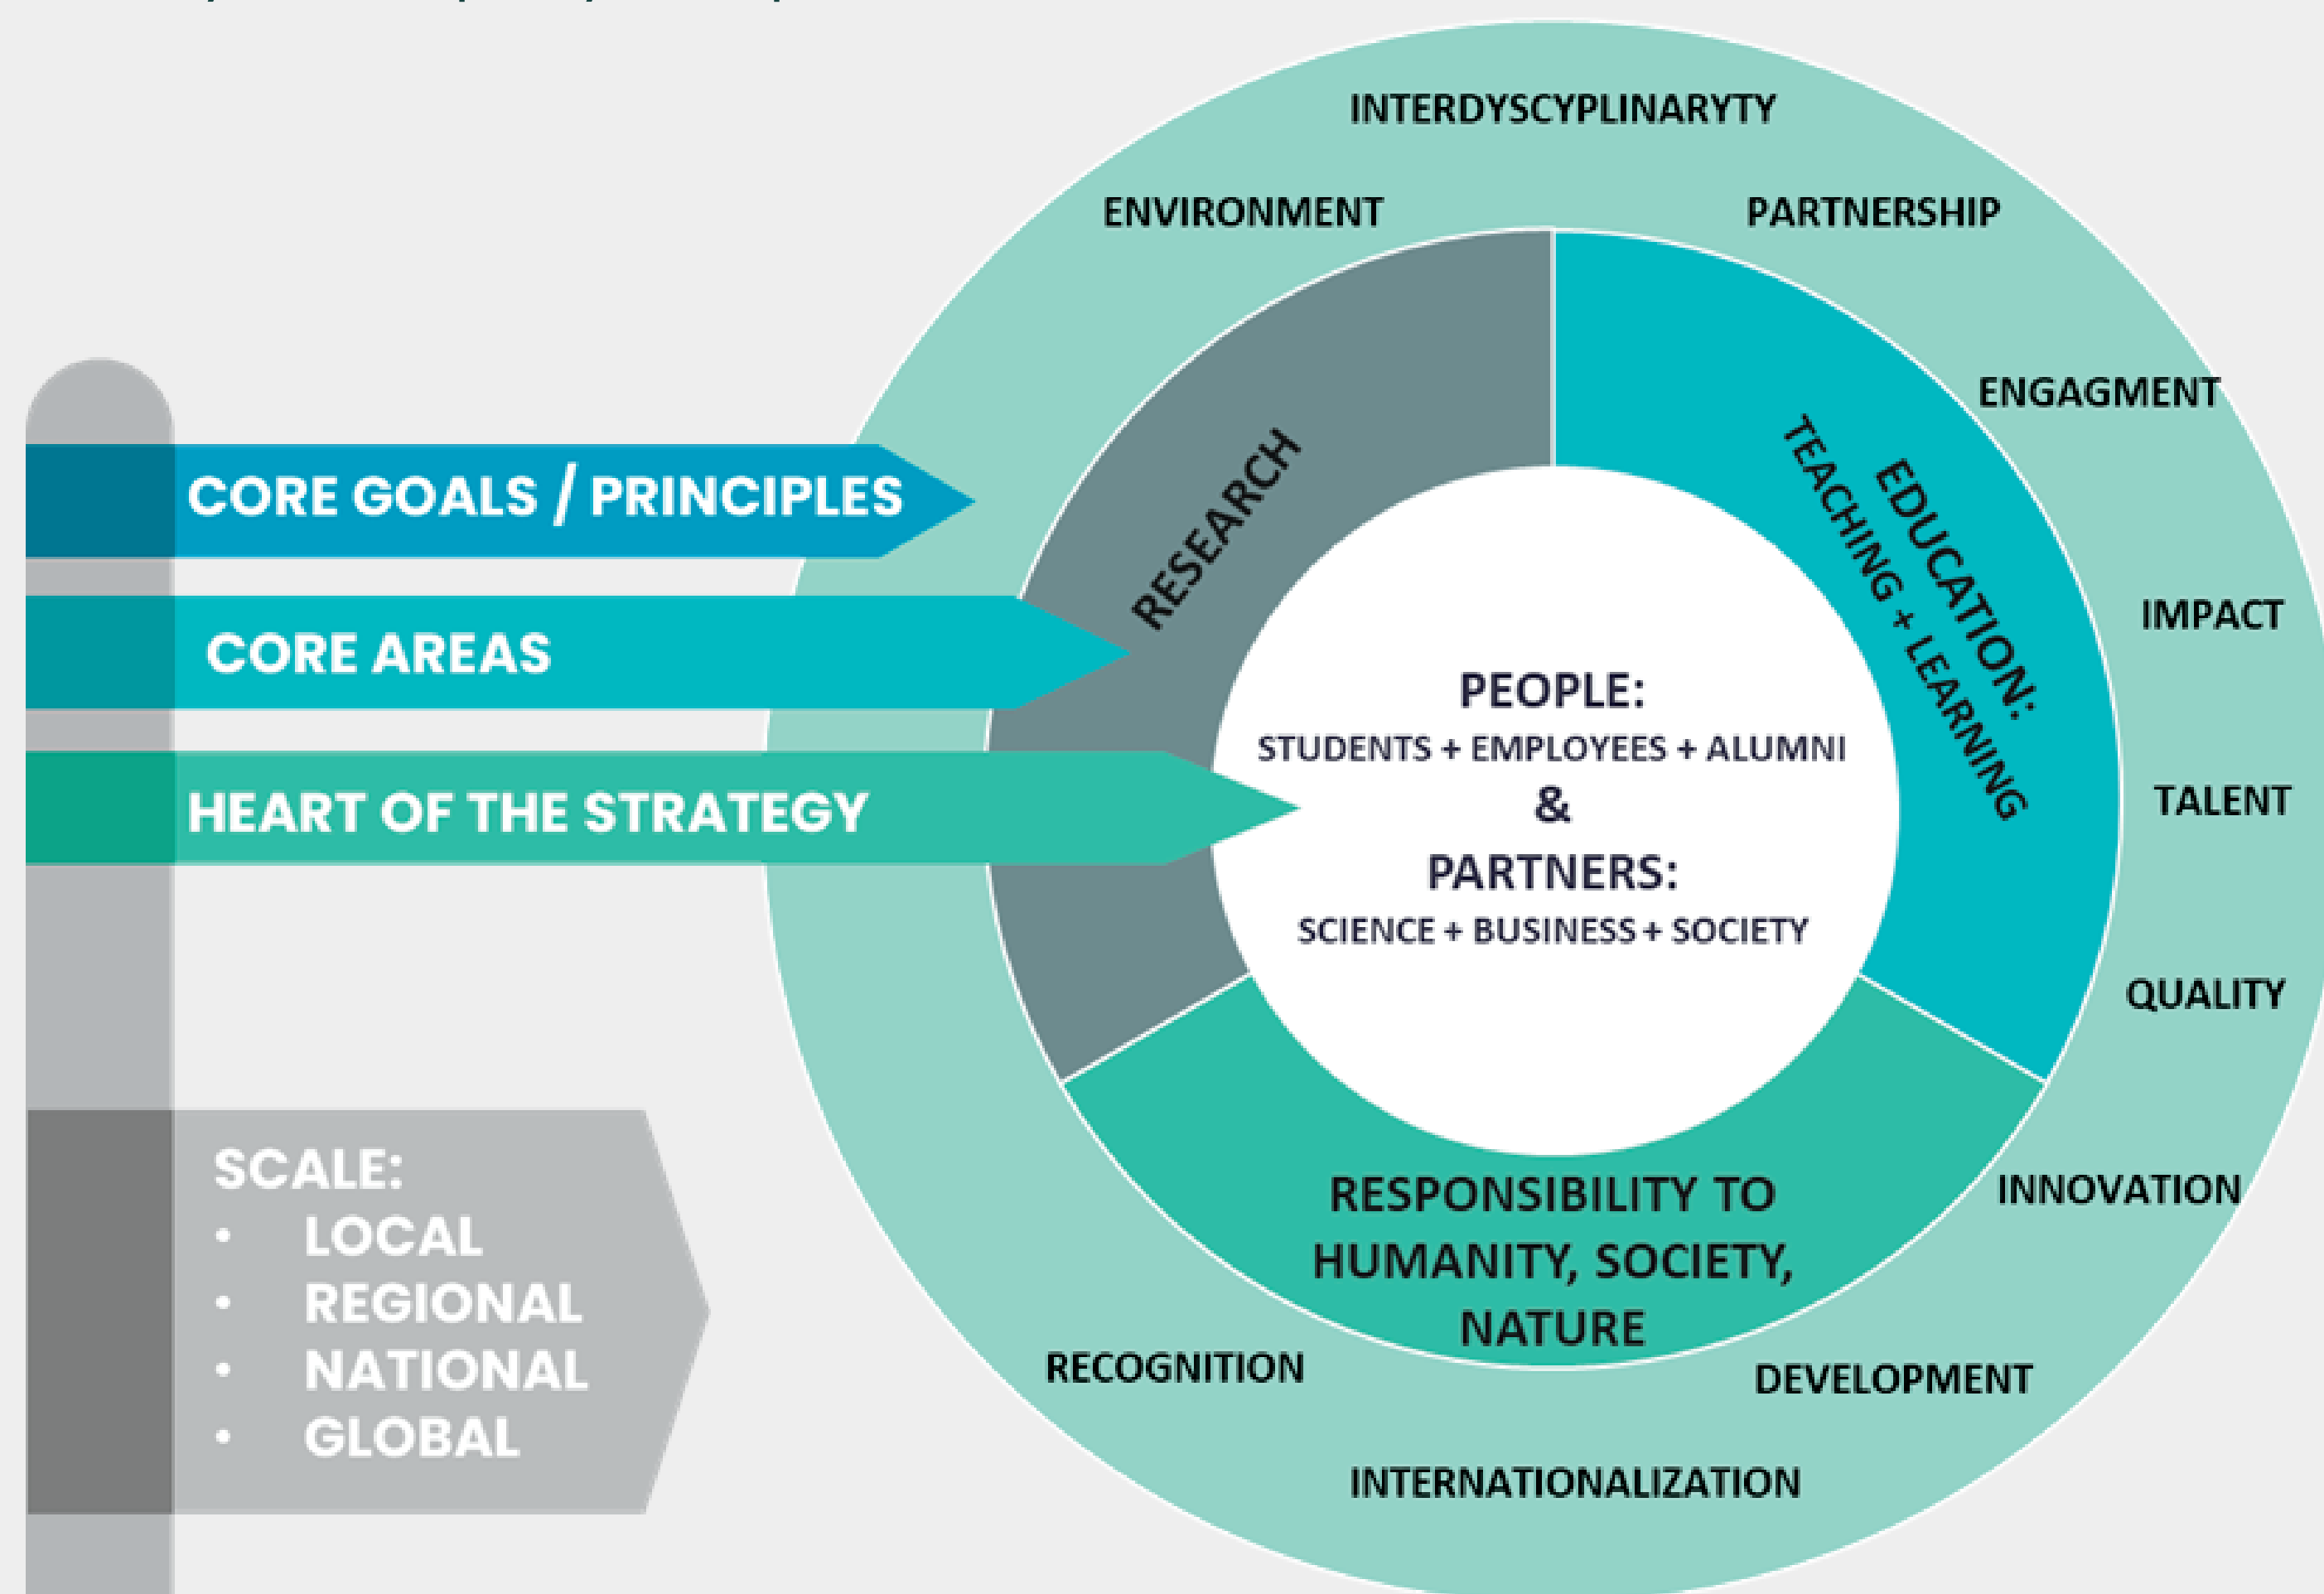 INTERDYSCYPLINARYTY
ENVIRONMENT
PARTNERSHIP
ENGAGMENT
IMPACT
TALENT
QUALITY
INNOVATION
DEVELOPMENT
INTERNATIONALIZATION
RECOGNITION
CORE GOALS / PRINCIPLES
CORE AREAS
HEART OF THE STRATEGY
SCALE:
• LOCAL
• REGIONAL
• NATIONAL
• GLOBAL
RESEARCH
EDUCATION:
TEACHING + LEARNING
RESPONSIBILITY TO
HUMANITY, SOCIETY,
NATURE
PEOPLE:
STUDENTS + EMPLOYEES + ALUMNI
&
PARTNERS:
SCIENCE + BUSINESS + SOCIETY